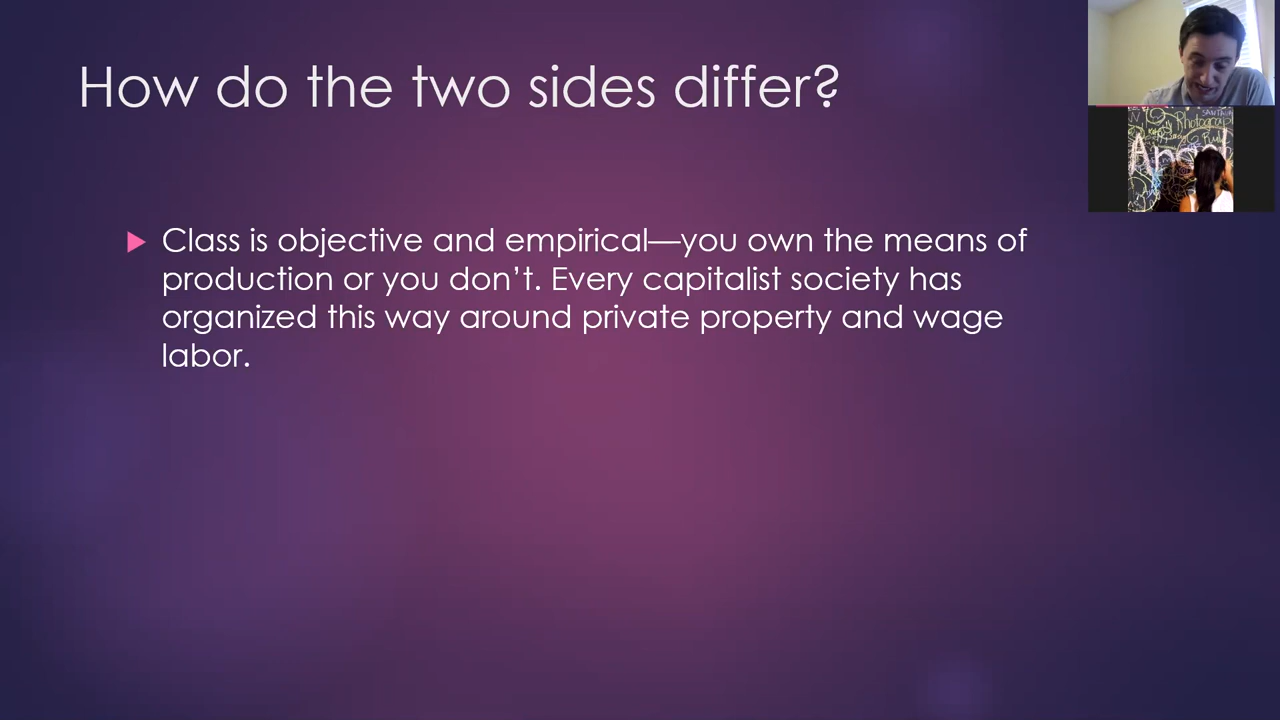 How do the two sides differ?
Class is objective and empirical—you own the means of
production or you don’t. Every capitalist society has
organized this way around private property and wage
labor.